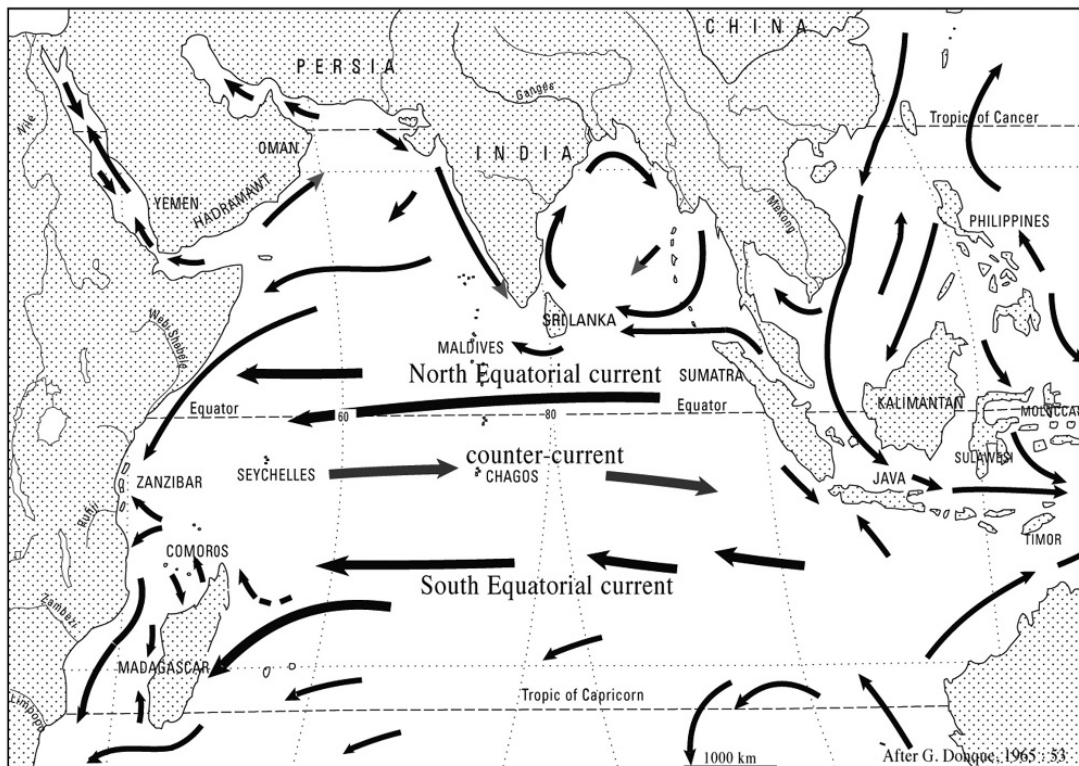 CHINA
PERSIA
Nile
Ganges
Tropic of Cancer
OMAN
INDIA
YEMEN
HADRAMAWT
Mekong
PHILIPPINES
SRI LANKA
Webi Shabele
MALDIVES
North Equatorial current
SUMATRA
Equator
60
80
Equator
KALIMANTAN
MOLUCCAS
counter-current
SULAWESI
SEYCHELLES
CHAGOS
ZANZIBAR
JAVA
Rufiji
TIMOR
COMOROS
South Equatorial current
Zambezi
MADAGASCAR
Tropic of Capricorn
Limpopo
1000 km
After G. Donque, 1965 : 53